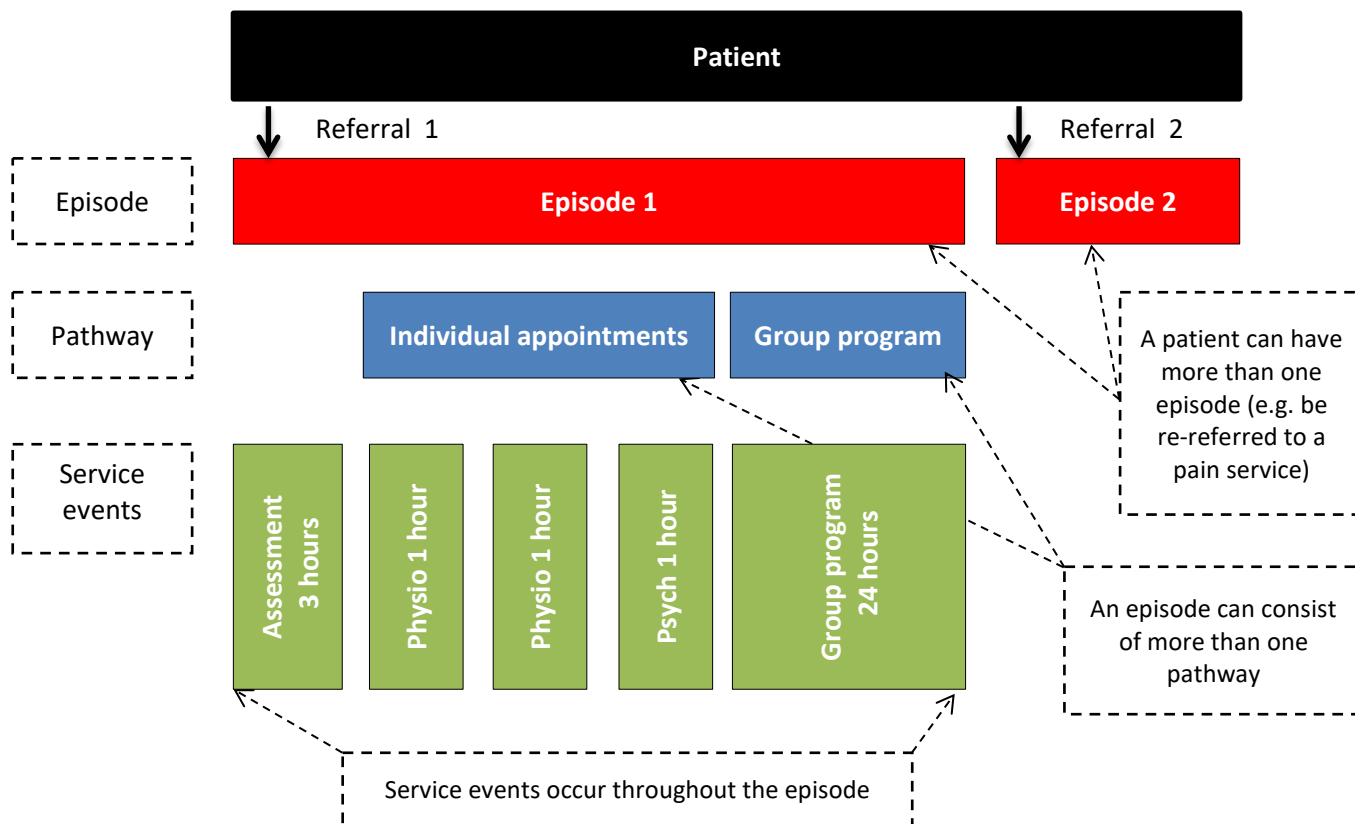 Patient
Referral 1
Referral 2
Episode
Episode 1
Episode 2
Pathway
Individual appointments
Group program
A patient can have
more than one
episode (e.g. be
re-referred to a
pain service)
Service
events
Assessment
3 hours
Physio 1 hour
Physio 1 hour
Psych 1 hour
Group program
24 hours
An episode can consist
of more than one
pathway
Service events occur throughout the episode